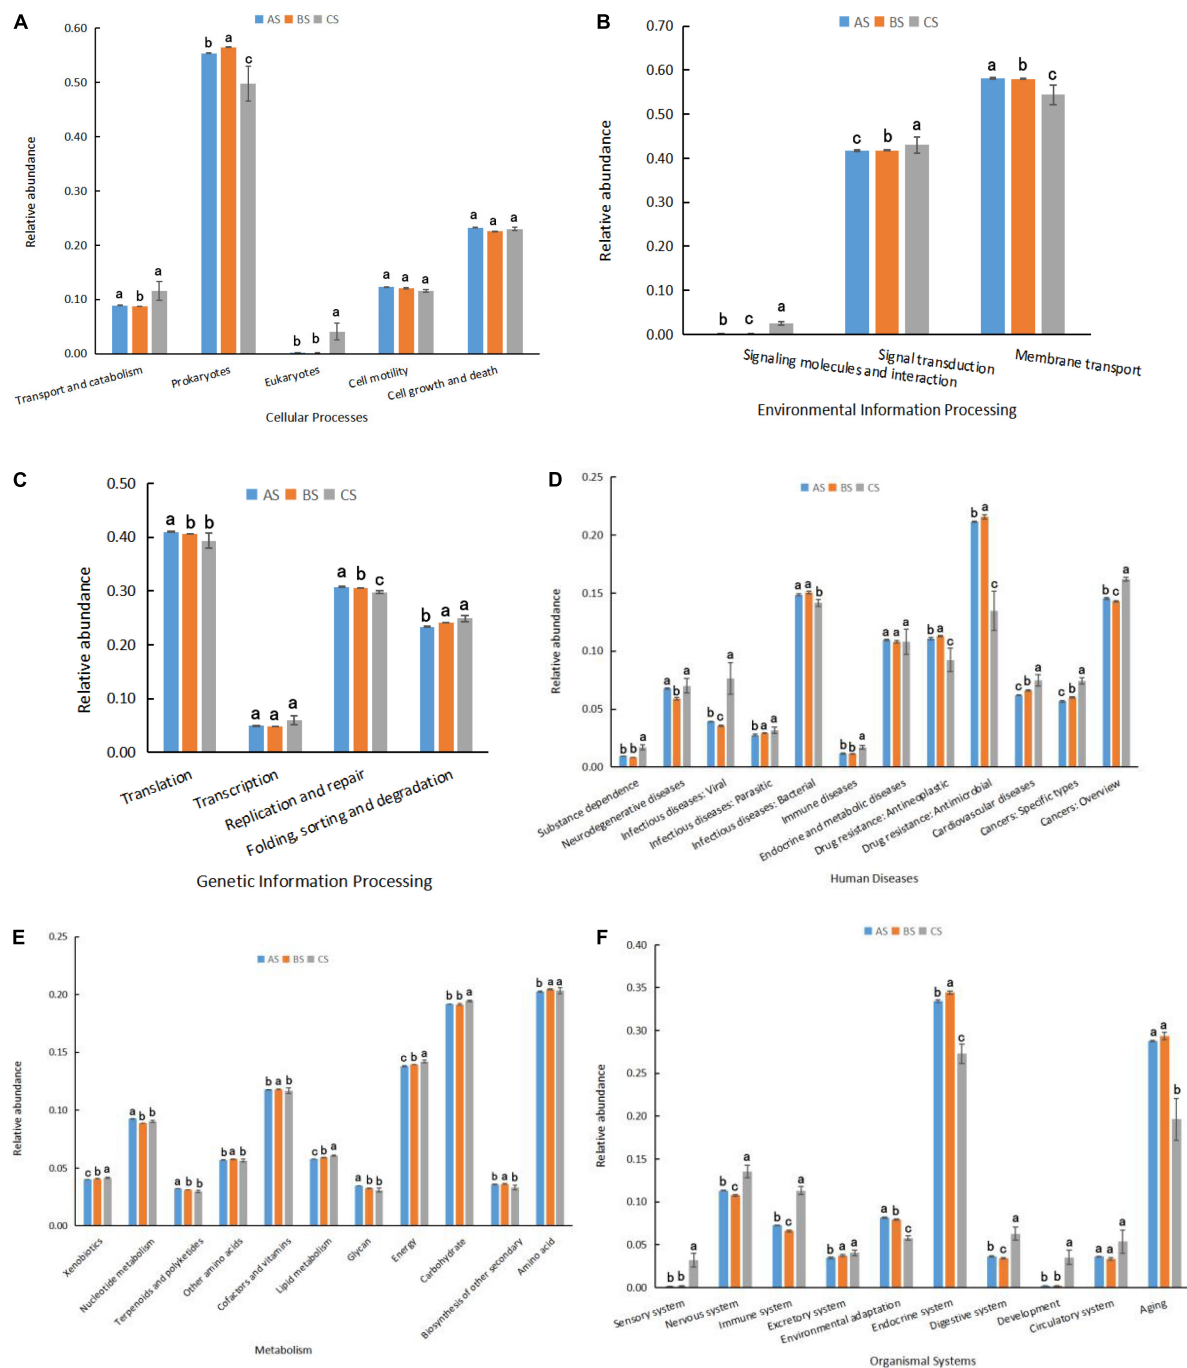 A
AS BS CS
Relative abundance
0.60
0.50
0.40
0.30
0.20
0.10
0.00
a b a
b a c
b b a
a a a
a a a
Transport and catabolism
Prokaryotes
Eukaryotes
Cell motility
Cell growth and death
Cellular Processes
B
AS BS CS
Relative abundance
0.70
0.60
0.50
0.40
0.30
0.20
0.10
0.00
b c a
c b a
a b c
Signaling molecules and interaction
Signal transduction
Membrane transport
Environmental Information Processing
C
AS BS CS
Relative abundance
0.50
0.40
0.30
0.20
0.10
0.00
a b b
a a a
a b c
b a a
Translation
Transcription
Replication and repair
Folding, sorting and degradation
Genetic Information Processing
D
AS BS CS
Relative abundance
0.25
0.20
0.15
0.10
0.05
0.00
b b a
a b a
b c a
b a a
a a b
b b a
a a a
b a c
b a c
c b a
c b a
b c a
Substance dependence
Neurodegenerative diseases
Infectious diseases: Viral
Infectious diseases: Parasitic
Infectious diseases: Bacterial
Immune diseases
Endocrine and metabolic diseases
Drug resistance: Antineoplastic
Drug resistance: Antimicrobial
Cardiovascular diseases
Cancers: Specific types
Cancers: Overview
Human Diseases
E
AS BS CS
Relative abundance
0.25
0.20
0.15
0.10
0.05
0.00
c b a
a b b
a b b
b a b
b a b
c b a
a b b
c b a
b b a
b a b
b a a
Xenobiotics
Nucleotide metabolism
Terpenoids and polyketides
Other amino acids
Cofactors and vitamins
Lipid metabolism
Glycan
Energy
Carbohydrate
Biosynthesis of other secondary
Amino acid
Metabolism
F
AS BS CS
Relative abundance
0.40
0.35
0.30
0.25
0.20
0.15
0.10
0.05
0.00
b b a
b c a
b c a
b a a
a b c
b a c
b c a
b b a
a a a
a a b
Sensory system
Nervous system
Immune system
Excretory system
Environmental adaptation
Endocrine system
Digestive system
Development
Circulatory system
Aging
Organismal Systems